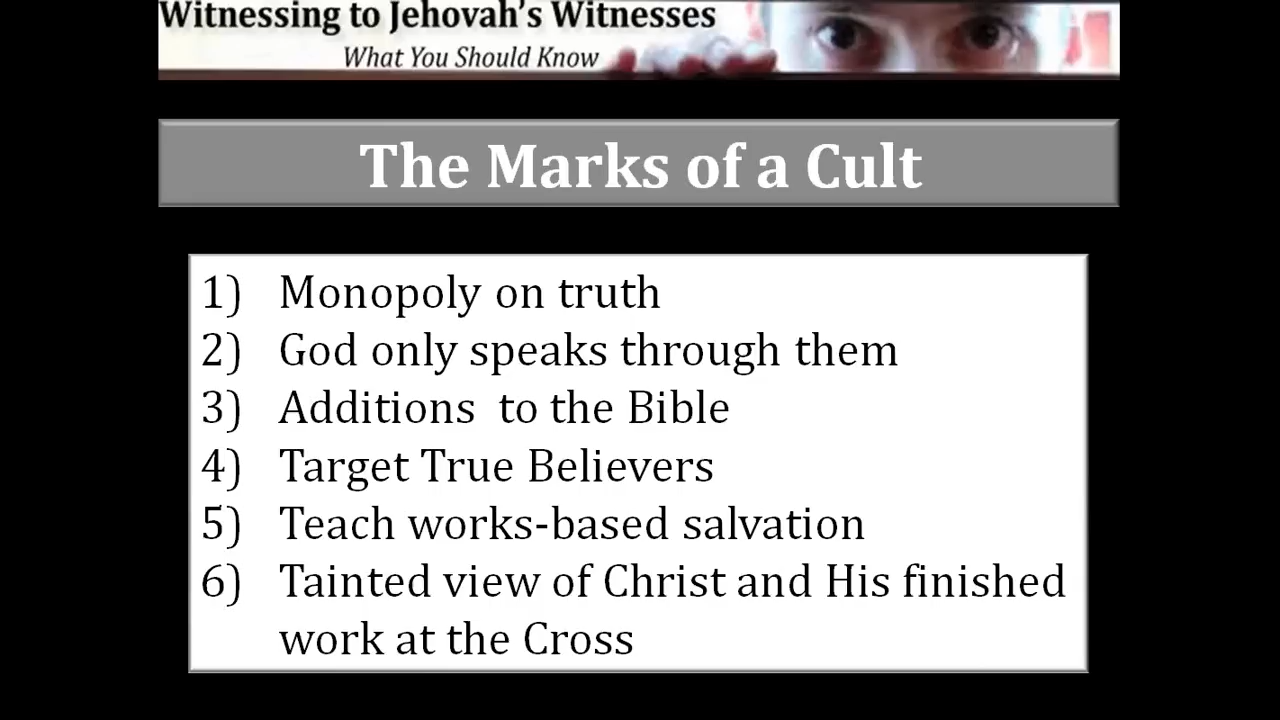 Witnessing to Jehovah's Witnesses
What You Should Know
The Marks of a Cult
1) Monopoly on truth
2) God only speaks through them
3) Additions  to the Bible
4) Target True Believers
5) Teach works-based salvation
6) Tainted view of Christ and His finished
work at the Cross